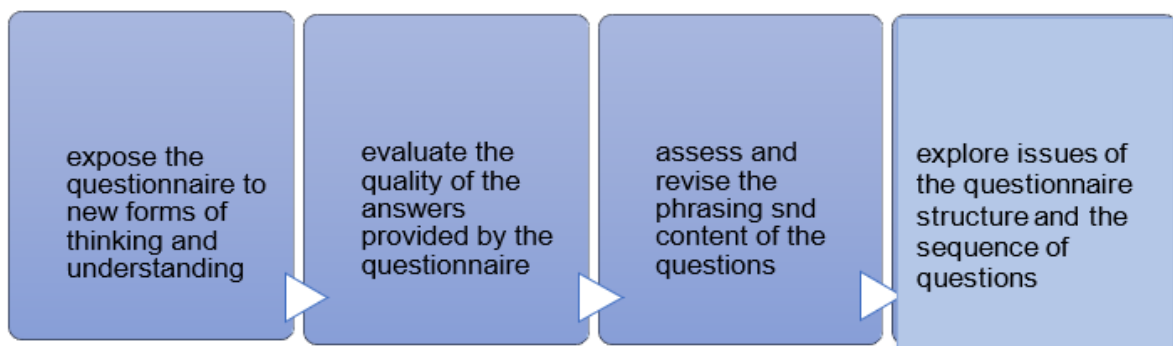 expose the
questionnaire to
new forms of
thinking and
understanding
evaluate the
quality of the
answers
provided by the
questionnaire
assess and
revise the
phrasing snd
content of the
questions
explore issues of
the questionnaire
structure and the
sequence of
questions